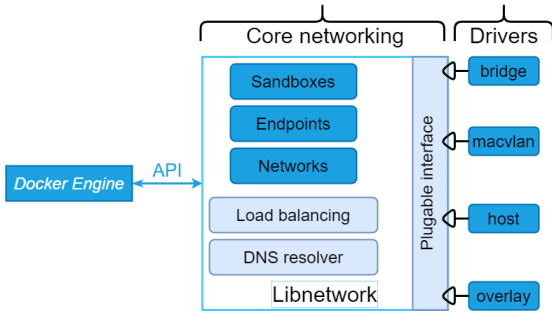 Core networking
Drivers
Sandboxes
Endpoints
Networks
Load balancing
DNS resolver
Libnetwork
Docker Engine
API
Plugable interface
bridge
macvlan
host
overlay